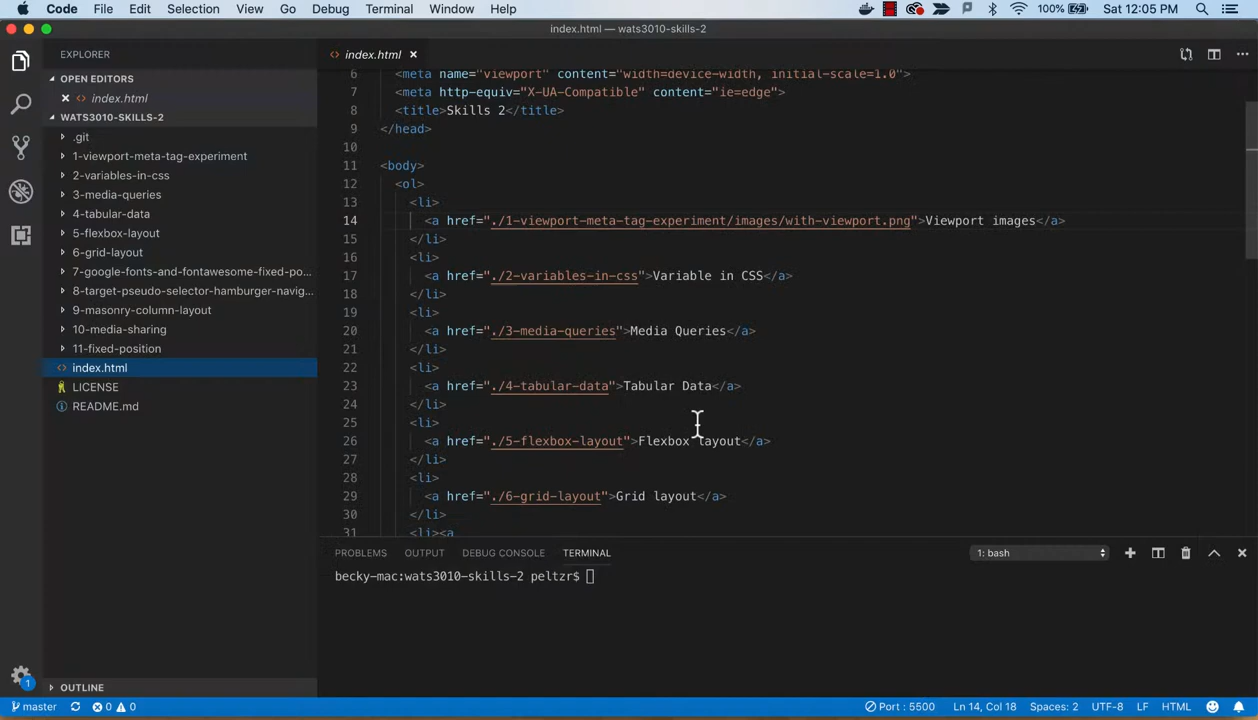 Code File Edit Selection View Go Debug Terminal Window Help 100% Sat 12:05 PM
index.html — wats3010-skills-2
EXPLORER
OPEN EDITORS
index.html
WATS3010-SKILLS-2
.git
1-viewport-meta-tag-experiment
2-variables-in-css
3-media-queries
4-tabular-data
5-flexbox-layout
6-grid-layout
7-google-fonts-and-fontawesome-fixed-po...
8-target-pseudo-selector-hamburger-navig...
9-masonry-column-layout
10-media-sharing
11-fixed-position
index.html
LICENSE
README.md
OUTLINE
index.html
6 <meta name="viewport" content="width=device-width, initial-scale=1.0">
7 <meta http-equiv="X-UA-Compatible" content="ie=edge">
8 <title>Skills 2</title>
9 </head>
10
11 <body>
12 <ol>
13 <li>
14 <a href="./1-viewport-meta-tag-experiment/images/with-viewport.png">Viewport images</a>
15 </li>
16 <li>
17 <a href="./2-variables-in-css">Variable in CSS</a>
18 </li>
19 <li>
20 <a href="./3-media-queries">Media Queries</a>
21 </li>
22 <li>
23 <a href="./4-tabular-data">Tabular Data</a>
24 </li>
25 <li>
26 <a href="./5-flexbox-layout">Flexbox layout</a>
27 </li>
28 <li>
29 <a href="./6-grid-layout">Grid layout</a>
30 </li>
31 <li><a
PROBLEMS OUTPUT DEBUG CONSOLE TERMINAL 1: bash
becky-mac:wats3010-skills-2 peltzr$
1
master 0 0 Port : 5500 Ln 14, Col 18 Spaces: 2 UTF-8 LF HTML